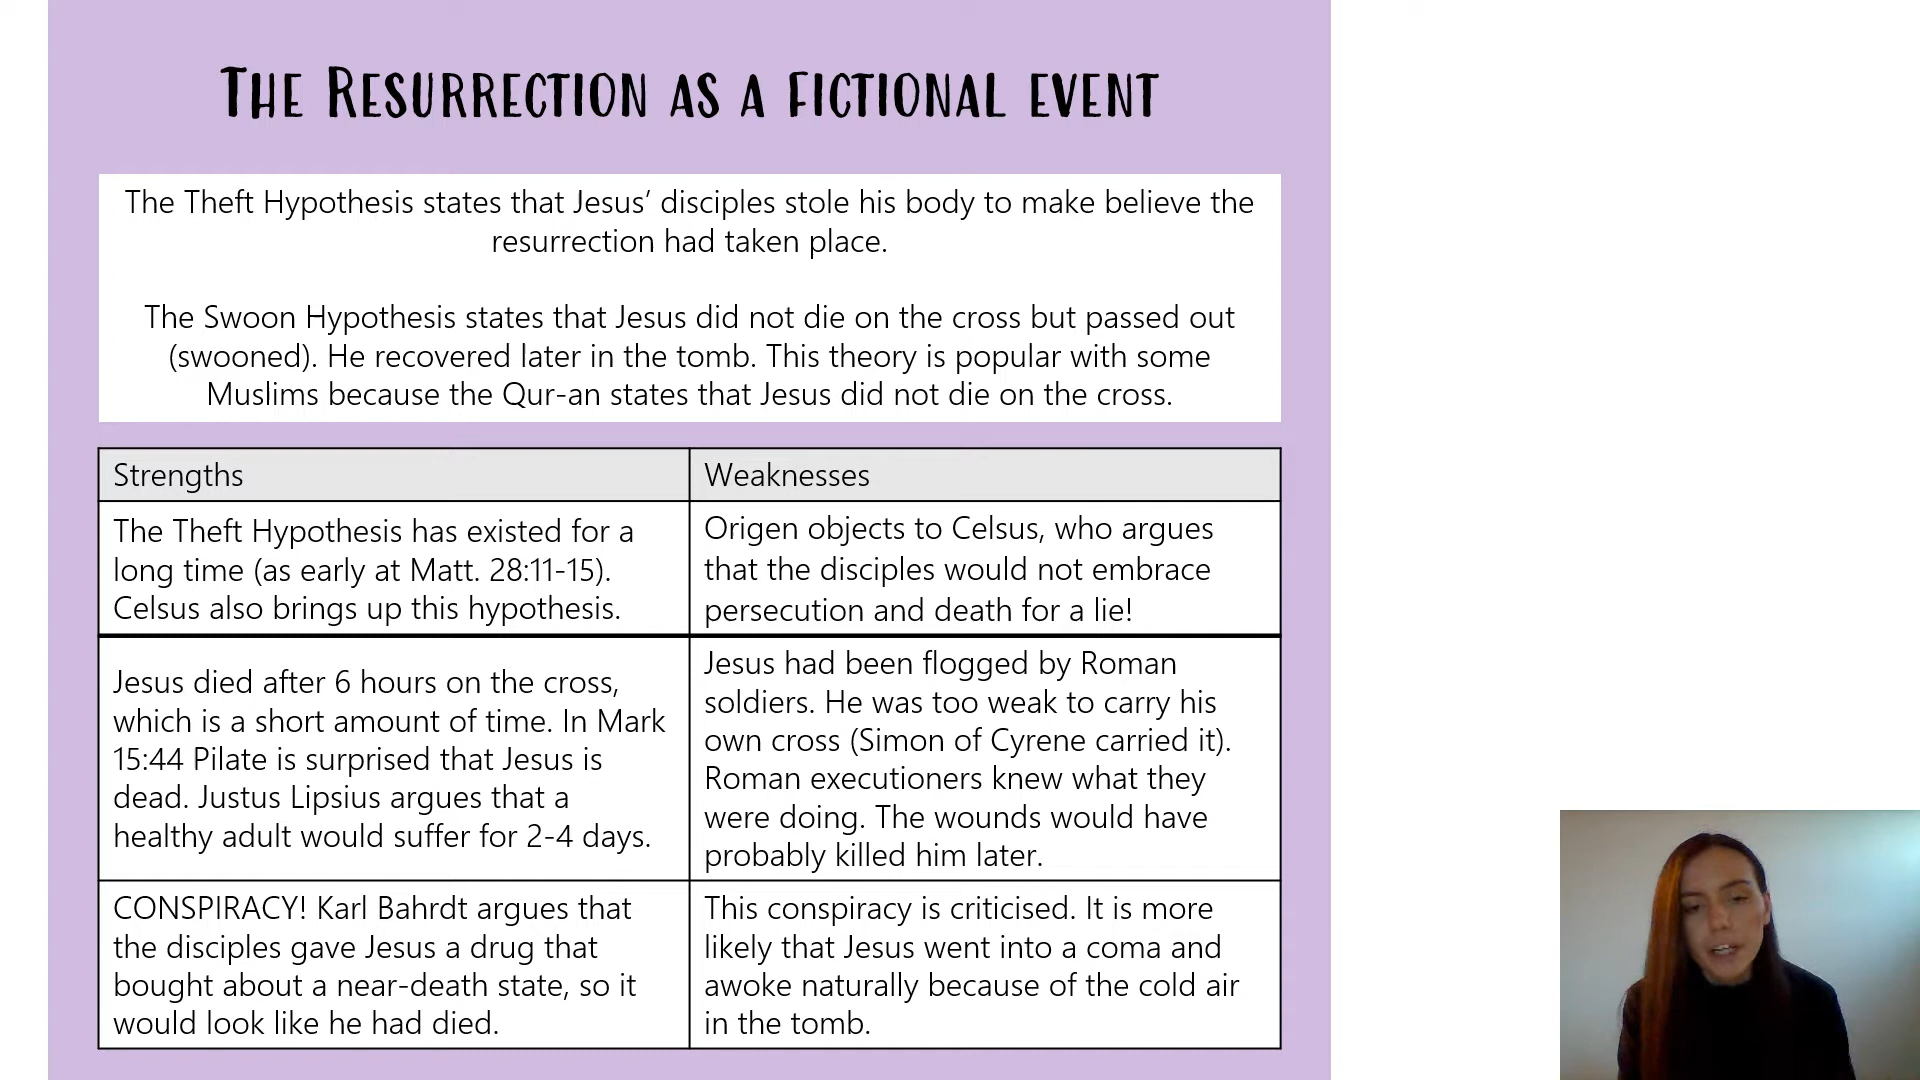 THE RESURRECTION AS A FICTIONAL EVENT
The Theft Hypothesis states that Jesus’ disciples stole his body to make believe the
resurrection had taken place.
The Swoon Hypothesis states that Jesus did not die on the cross but passed out
(swooned). He recovered later in the tomb. This theory is popular with some
Muslims because the Qur-an states that Jesus did not die on the cross.
Strengths
Weaknesses
The Theft Hypothesis has existed for a
long time (as early at Matt. 28:11-15).
Celsus also brings up this hypothesis.
Origen objects to Celsus, who argues
that the disciples would not embrace
persecution and death for a lie!
Jesus died after 6 hours on the cross,
which is a short amount of time. In Mark
15:44 Pilate is surprised that Jesus is
dead. Justus Lipsius argues that a
healthy adult would suffer for 2-4 days.
Jesus had been flogged by Roman
soldiers. He was too weak to carry his
own cross (Simon of Cyrene carried it).
Roman executioners knew what they
were doing. The wounds would have
probably killed him later.
CONSPIRACY! Karl Bahrdt argues that
the disciples gave Jesus a drug that
bought about a near-death state, so it
would look like he had died.
This conspiracy is criticised. It is more
likely that Jesus went into a coma and
awoke naturally because of the cold air
in the tomb.